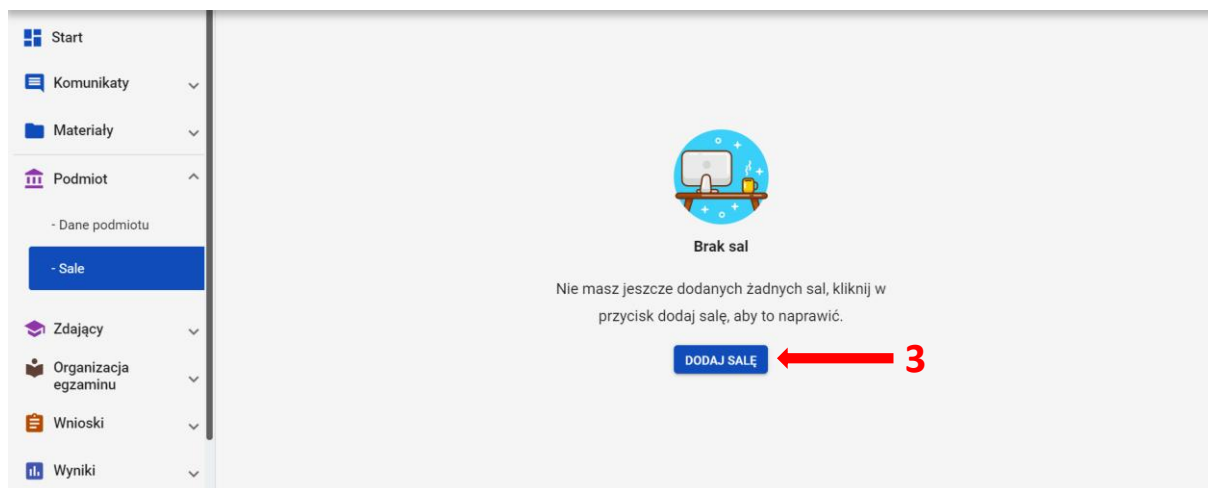 Start
Komunikaty
Materiały
Podmiot
- Dane podmiotu
- Sale
Zdający
Organizacja
egzaminu
Wnioski
Wyniki
Brak sal
Nie masz jeszcze dodanych żadnych sal, kliknij w
przycisk dodaj salę, aby to naprawić.
DODAJ SALĘ
3